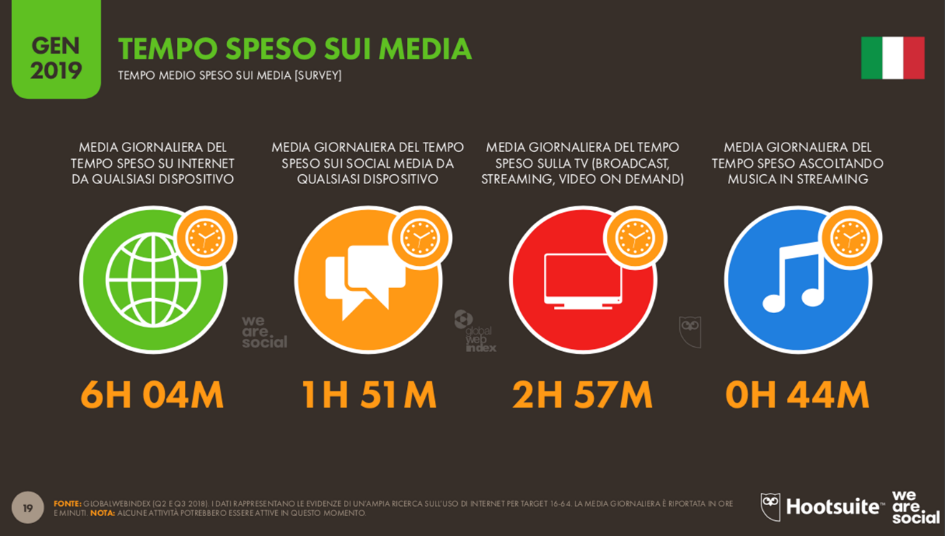 GEN
2019
TEMPO SPESO SUI MEDIA
TEMPO MEDIO SPESO SUI MEDIA [SURVEY]
MEDIA GIORNALIERA DEL
TEMPO SPESO SU INTERNET
DA QUALSIASI DISPOSITIVO
MEDIA GIORNALIERA DEL TEMPO
SPESO SUI SOCIAL MEDIA DA
QUALSIASI DISPOSITIVO
MEDIA GIORNALIERA DEL TEMPO
SPESO SULLA TV (BROADCAST,
STREAMING, VIDEO ON DEMAND)
MEDIA GIORNALIERA DEL
TEMPO SPESO ASCOLTANDO
MUSICA IN STREAMING
we
are
social
global
web
index
6H 04M
1H 51M
2H 57M
0H 44M
19
FONTE: GLOBALWEBINDEX (Q2 E Q3 2018). I DATI RAPPRESENTANO LE EVIDENZE DI UN'AMPIA RICERCA SULL'USO DI INTERNET PER TARGET 16-64. LA MEDIA GIORNALIERA È RIPORTATA IN ORE
E MINUTI. NOTA: ALCUNE ATTIVITÀ POTREBBERO ESSERE ATTIVE IN QUESTO MOMENTO.
Hootsuite™
we
are
social